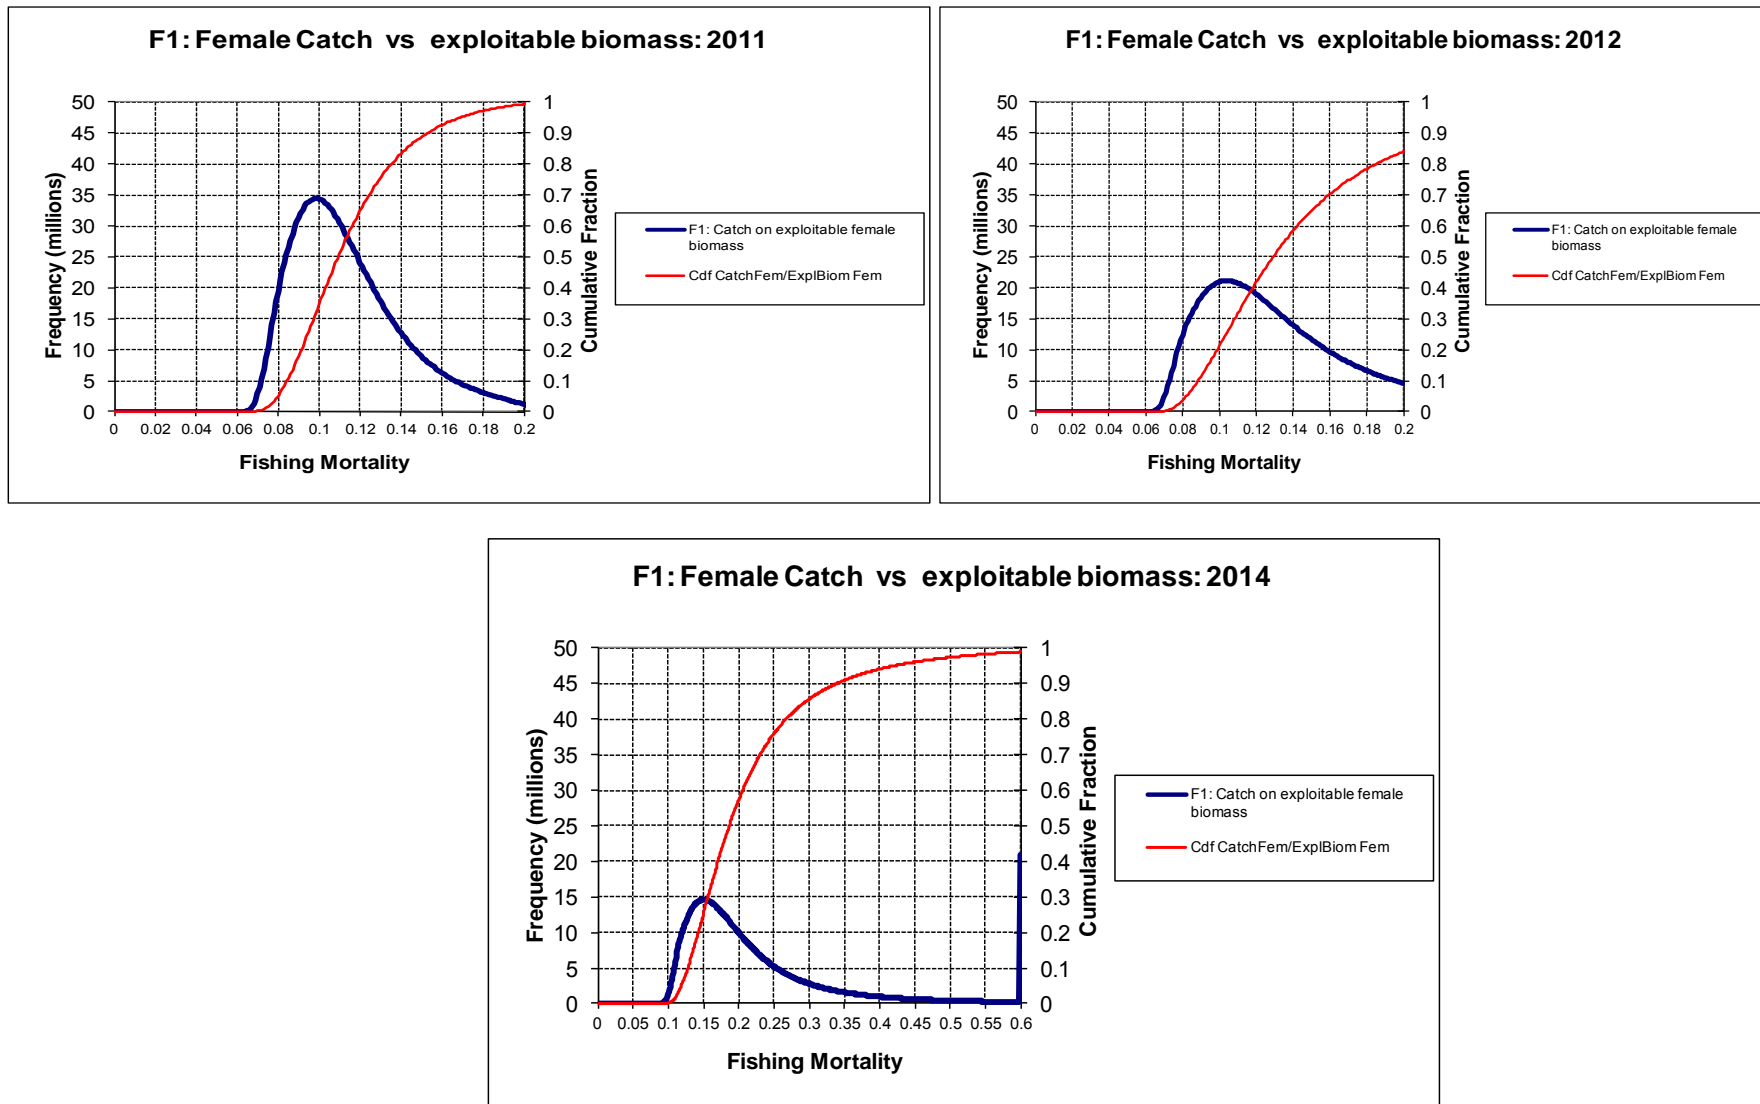 F1: Female Catch vs exploitable biomass: 2011
50
45
40
35
30
25
20
15
10
5
0
Frequency (millions)
1
0.9
0.8
0.7
0.6
0.5
0.4
0.3
0.2
0.1
0
Cumulative Fraction
0 0.02 0.04 0.06 0.08 0.1 0.12 0.14 0.16 0.18 0.2
Fishing Mortality
F1: Catch on exploitable female
biomass
Cdf CatchFem/ExplBiom Fem
F1: Female Catch vs exploitable biomass: 2012
50
45
40
35
30
25
20
15
10
5
0
Frequency (millions)
1
0.9
0.8
0.7
0.6
0.5
0.4
0.3
0.2
0.1
0
Cumulative Fraction
0 0.02 0.04 0.06 0.08 0.1 0.12 0.14 0.16 0.18 0.2
Fishing Mortality
F1: Catch on exploitable female
biomass
Cdf CatchFem/ExplBiom Fem
F1: Female Catch vs exploitable biomass: 2014
50
45
40
35
30
25
20
15
10
5
0
Frequency (millions)
1
0.9
0.8
0.7
0.6
0.5
0.4
0.3
0.2
0.1
0
Cumulative Fraction
0 0.05 0.1 0.15 0.2 0.25 0.3 0.35 0.4 0.45 0.5 0.55 0.6
Fishing Mortality
F1: Catch on exploitable female
biomass
Cdf CatchFem/ExplBiom Fem